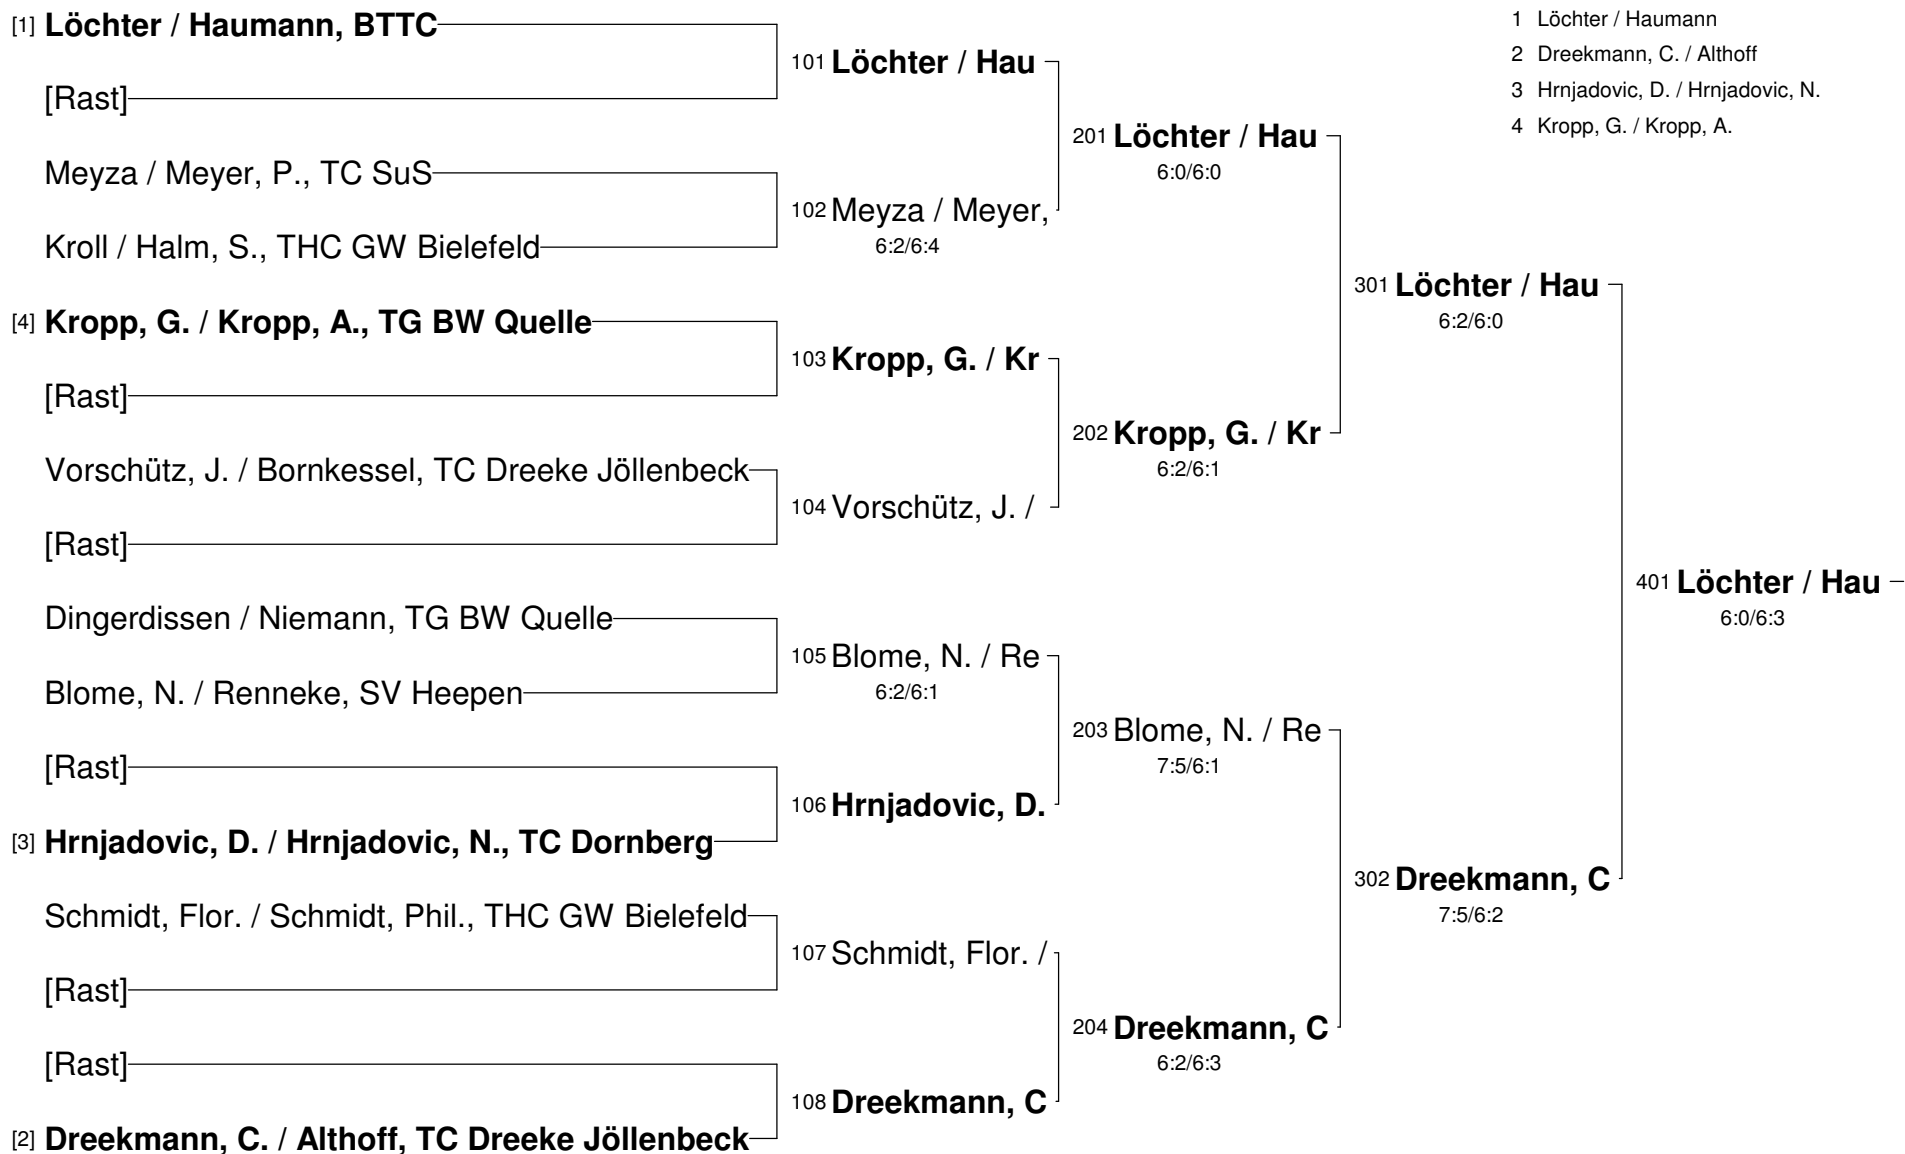 [1] Löchter / Haumann, BTTC
[Rast]
Meyza / Meyer, P., TC SuS
Kroll / Halm, S., THC GW Bielefeld
[4] Kropp, G. / Kropp, A., TG BW Quelle
[Rast]
Vorschütz, J. / Bornkessel, TC Dreeke Jöllenbeck
[Rast]
Dingerdissen / Niemann, TG BW Quelle
Blome, N. / Renneke, SV Heepen
[Rast]
[3] Hrnjadovic, D. / Hrnjadovic, N., TC Dornberg
Schmidt, Flor. / Schmidt, Phil., THC GW Bielefeld
[Rast]
[Rast]
[2] Dreekmann, C. / Althoff, TC Dreeke Jöllenbeck
101 Löchter / Hau
102 Meyza / Meyer,
6:2/6:4
103 Kropp, G. / Kr
104 Vorschütz, J. /
105 Blome, N. / Re
6:2/6:1
106 Hrnjadovic, D.
107 Schmidt, Flor. /
108 Dreekmann, C
201 Löchter / Hau
6:0/6:0
202 Kropp, G. / Kr
6:2/6:1
203 Blome, N. / Re
7:5/6:1
204 Dreekmann, C
6:2/6:3
301 Löchter / Hau
6:2/6:0
302 Dreekmann, C
7:5/6:2
401 Löchter / Hau
6:0/6:3
1 Löchter / Haumann
2 Dreekmann, C. / Althoff
3 Hrnjadovic, D. / Hrnjadovic, N.
4 Kropp, G. / Kropp, A.